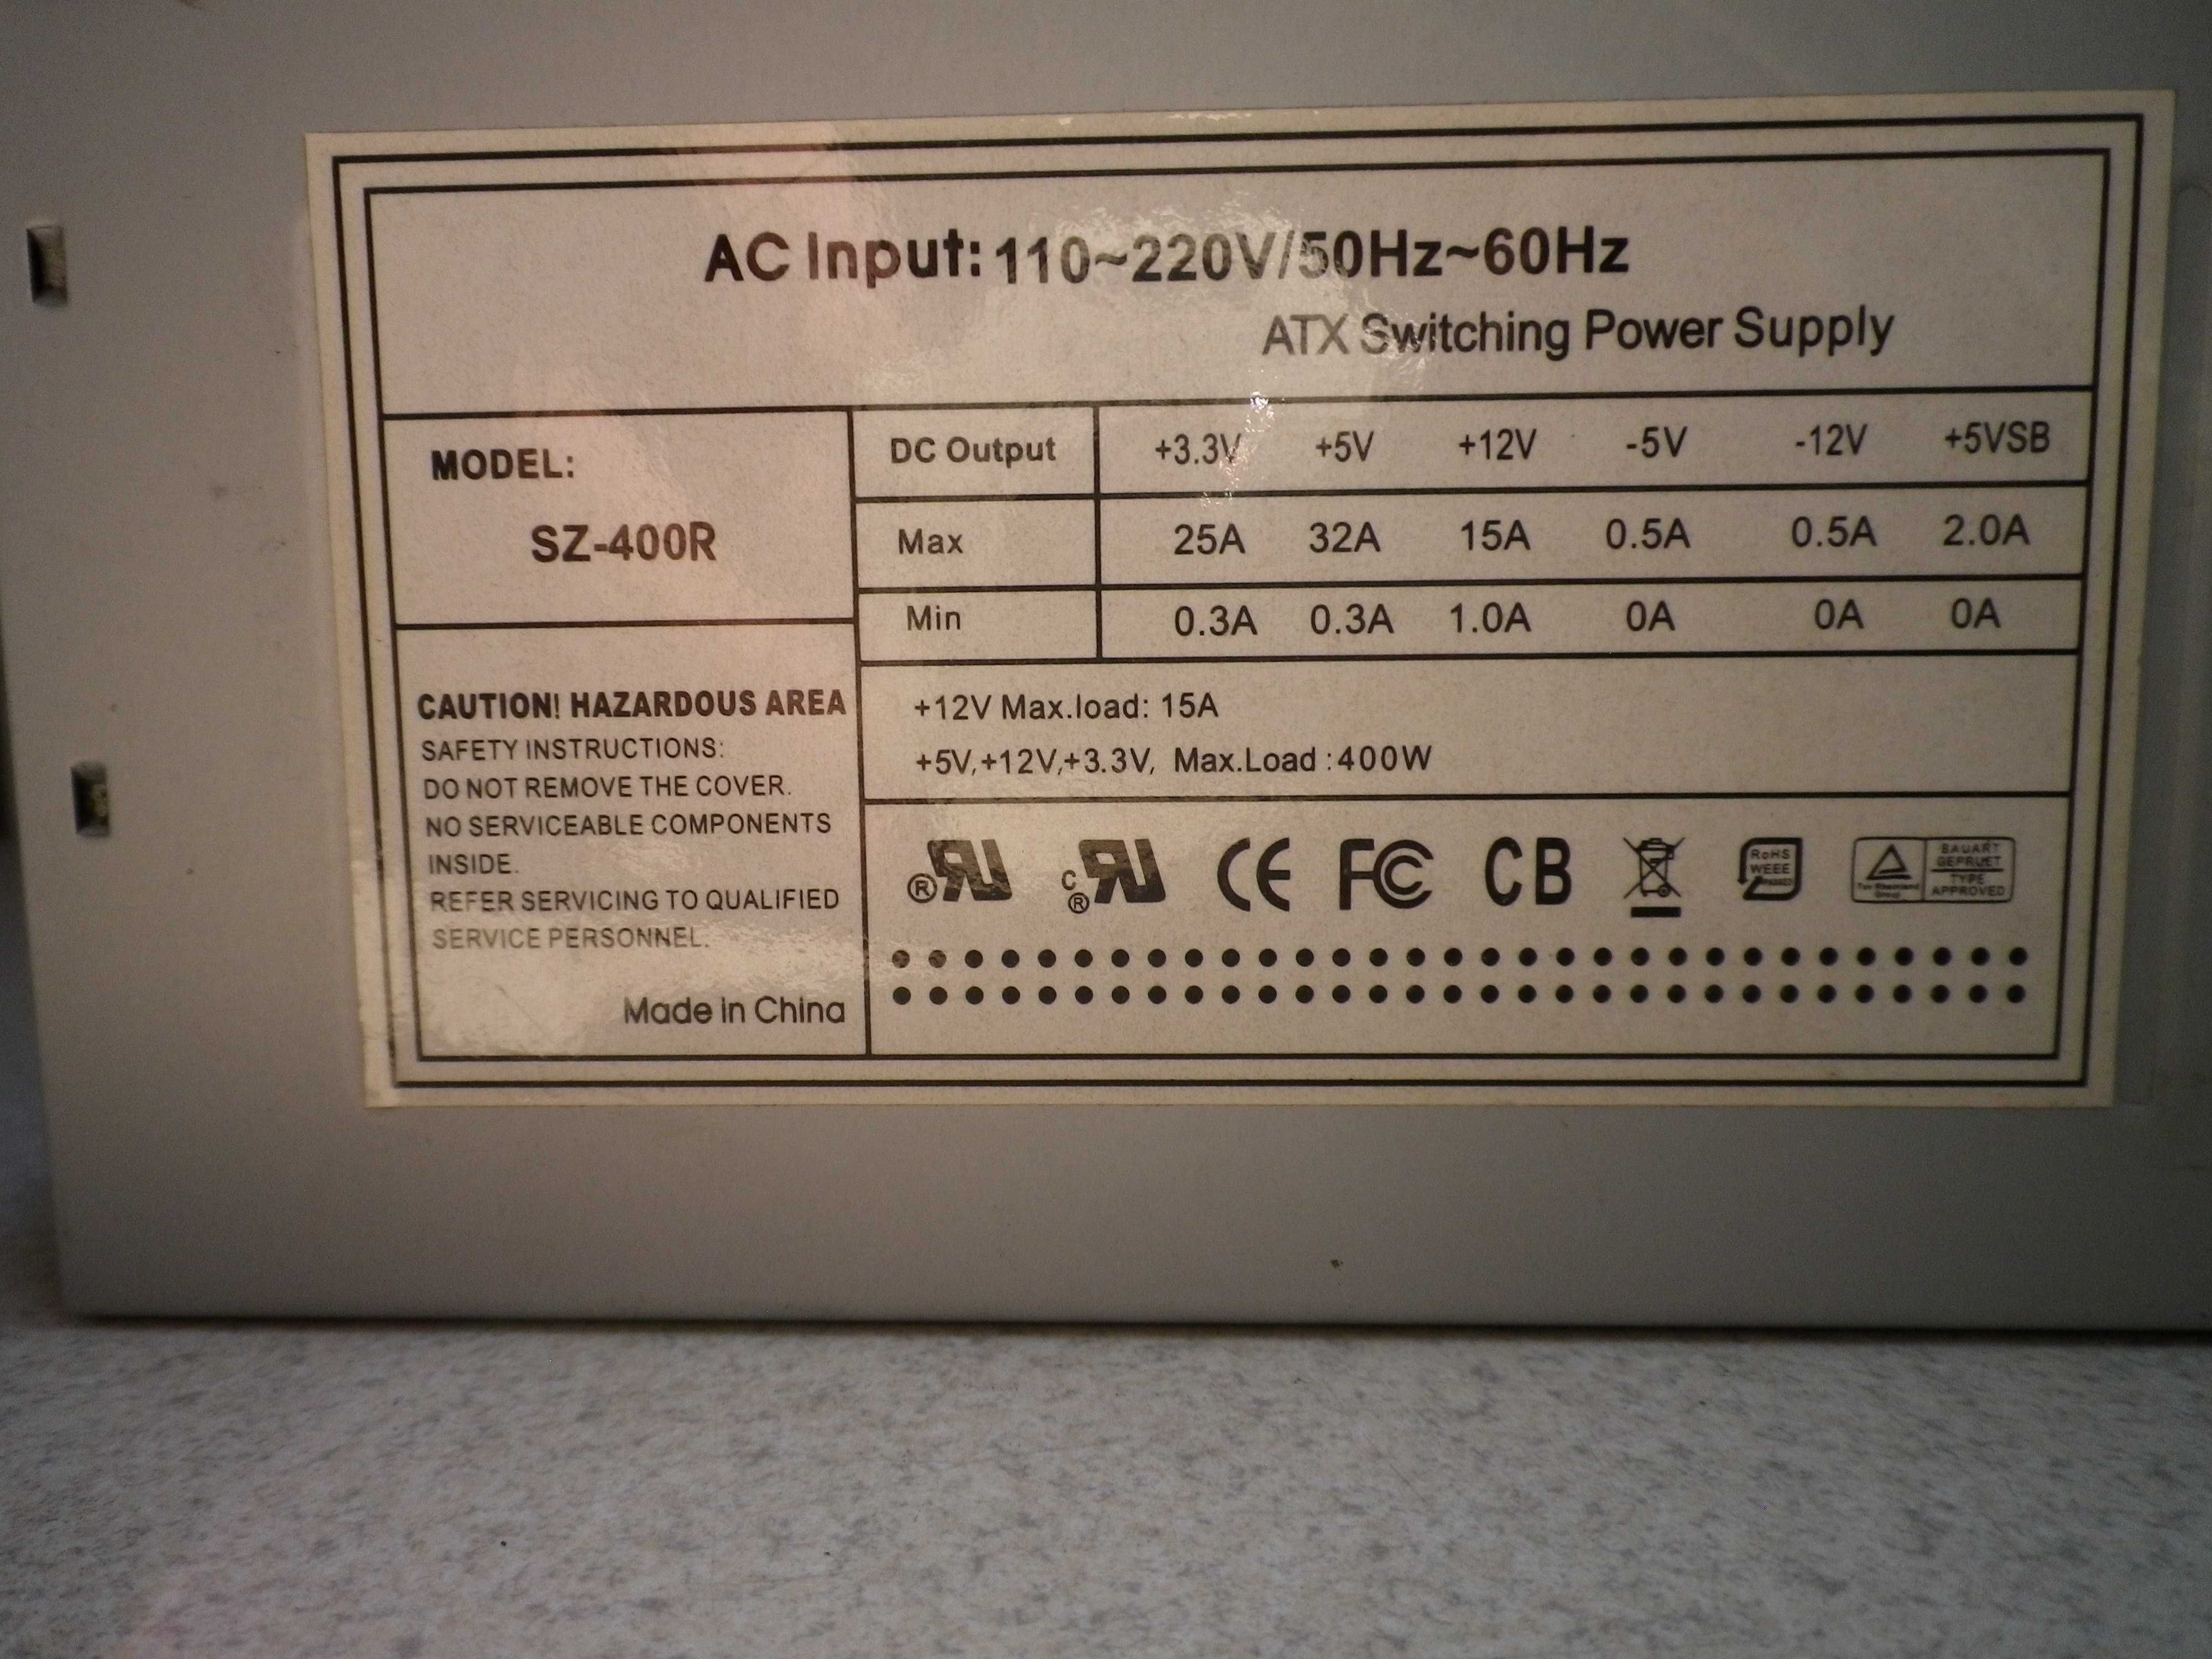 AC Input: 110~220V/50Hz~60Hz
ATX Switching Power Supply
MODEL:
SZ-400R
DC Output +3.3V +5V +12V -5V -12V +5VSB
Max 25A 32A 15A 0.5A 0.5A 2.0A
Min 0.3A 0.3A 1.0A 0A 0A 0A
+12V Max.load: 15A
+5V,+12V,+3.3V, Max.Load :400W
CAUTION! HAZARDOUS AREA
SAFETY INSTRUCTIONS:
DO NOT REMOVE THE COVER.
NO SERVICEABLE COMPONENTS
INSIDE.
REFER SERVICING TO QUALIFIED
SERVICE PERSONNEL.
Made in China
® RU C ® RU CE FC CB
RoHS
WEEE
BAUART
GEPRUET
TYPE
APPROVED